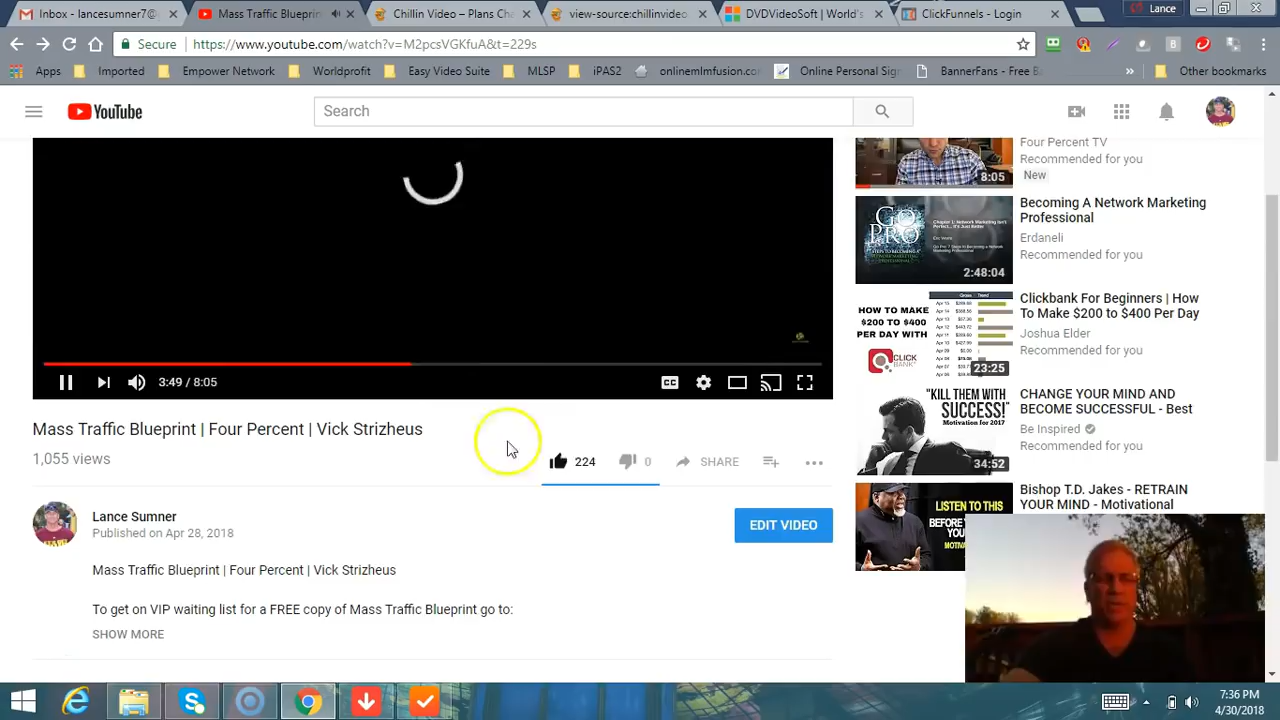 Inbox - lancesumner7@
Mass Traffic Blueprint
Chillin Video – Plans Cha
view-source:chillinvideo
DVDVideoSoft | World's
ClickFunnels - Login
Lance
Secure
https://www.youtube.com/watch?v=M2pcsVGKfuA&t=229s
Apps
Imported
Empower Network
Worldprofit
Easy Video Suite
MLSP
iPAS2
onlinemlmfusion.co
Online Personal Sig
BannersFree - Free B
»
Other bookmarks
YouTube
Search
3:49 / 8:05
Mass Traffic Blueprint | Four Percent | Vick Strizheus
1,055 views
224
0
SHARE
Lance Sumner
Published on Apr 28, 2018
EDIT VIDEO
Mass Traffic Blueprint | Four Percent | Vick Strizheus
To get on VIP waiting list for a FREE copy of Mass Traffic Blueprint go to:
SHOW MORE
8:05
Four Percent TV
Recommended for you
New
GO PRO
2:48:04
Becoming A Network Marketing
Professional
Erdaneli
Recommended for you
HOW TO MAKE
$200 TO $400
PER DAY WITH
CLICK
BANK
23:25
Clickbank For Beginners | How
To Make $200 to $400 Per Day
Joshua Elder
Recommended for you
"KILL THEM WITH
SUCCESS!"
Motivation for 2017
34:52
CHANGE YOUR MIND AND
BECOME SUCCESSFUL - Best
Be Inspired
Recommended for you
LISTEN TO THIS
BEFORE
YOU
Bishop T.D. Jakes - RETRAIN
YOUR MIND - Motivational
7:36 PM
4/30/2018